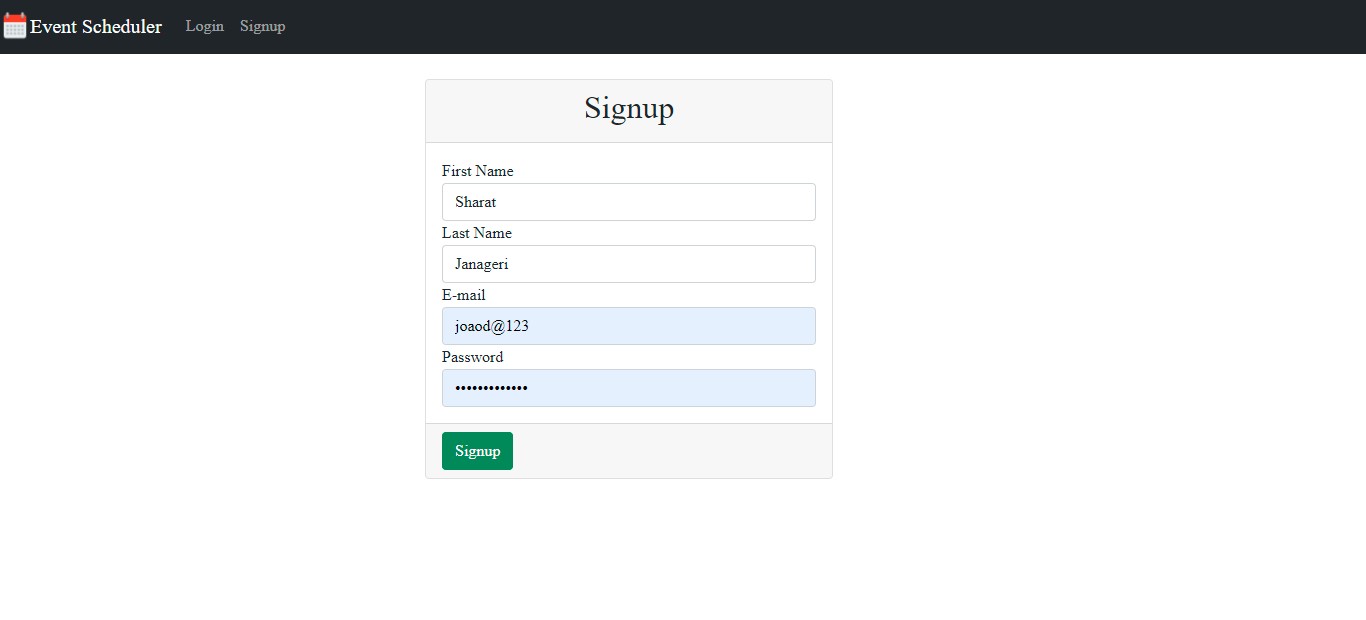 Event Scheduler Login Signup
Signup
First Name
Sharat
Last Name
Janageri
E-mail
joaod@123
Password
•••••••••••••
Signup